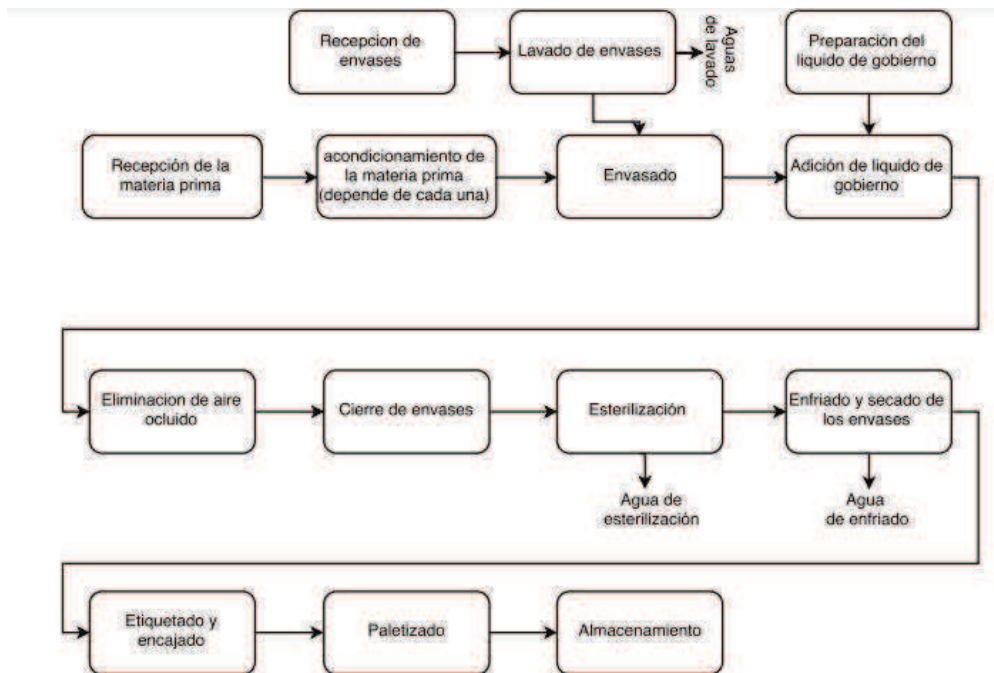 Recepcion de
envases
Lavado de envases
Aguas
de lavado
Preparación del
liquido de gobierno
Recepción de la
materia prima
acondicionamiento de
la materia prima
(depende de cada una)
Envasado
Adición de liquido de
gobierno
Eliminacion de aire
ocluido
Cierre de envases
Esterilización
Enfriado y secado de
los envases
Agua de
esterilización
Agua
de enfriado
Etiquetado y
encajado
Paletizado
Almacenamiento